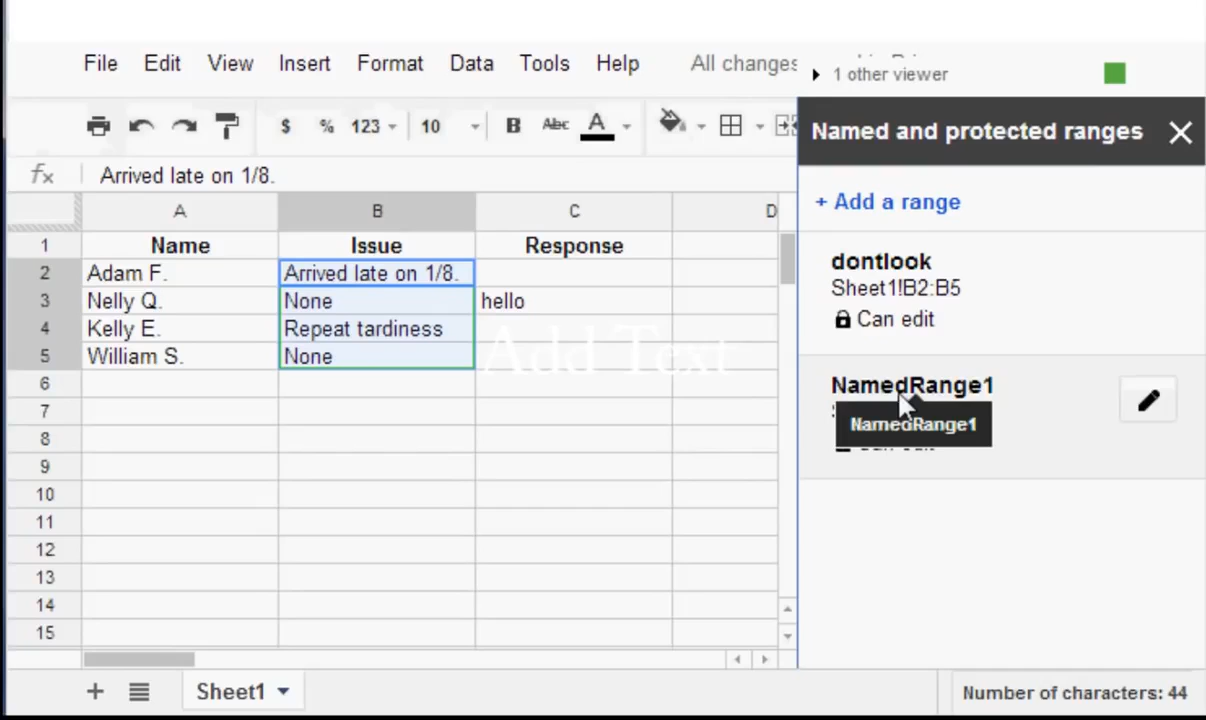 File Edit View Insert Format Data Tools Help All changes
1 other viewer
$ % 123 10 B Abc A
Named and protected ranges
fx Arrived late on 1/8.
+ Add a range
A B C D
1 Name Issue Response
2 Adam F. Arrived late on 1/8.
3 Nelly Q. None hello
4 Kelly E. Repeat tardiness
5 William S. None
Add Text
6
7
8
9
10
11
12
13
14
15
dontlook
Sheet1!B2:B5
Can edit
NamedRange1
NamedRange1
+ Sheet1
Number of characters: 44